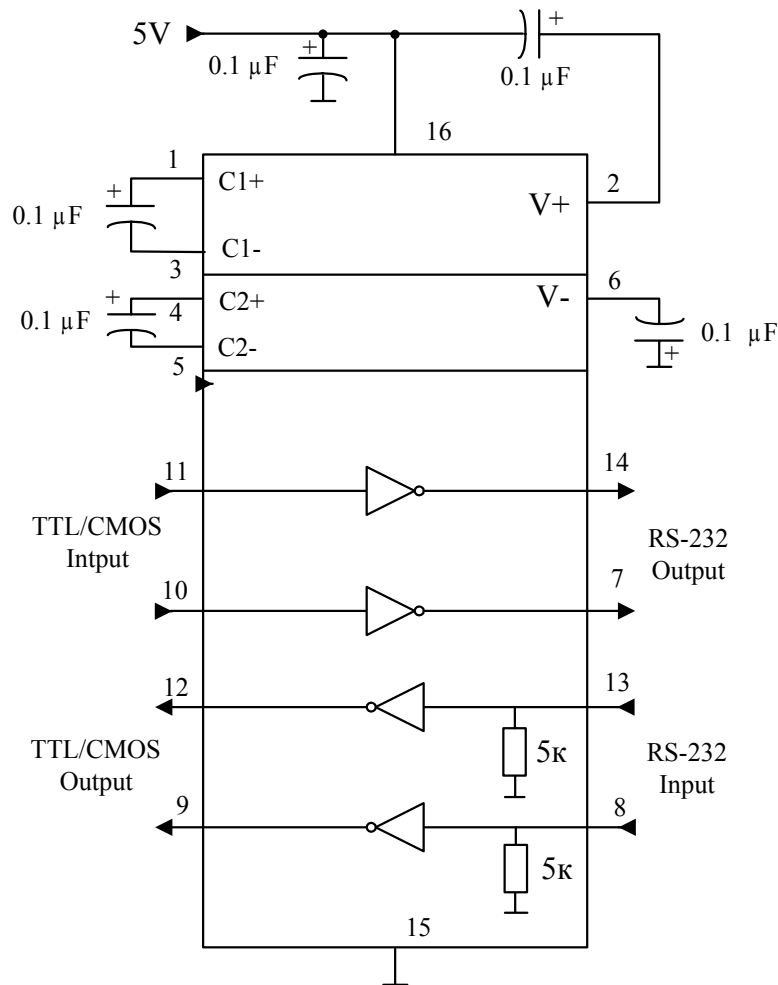 5V
+
0.1 µF
+
0.1 µF
16
1
C1+
+
0.1 µF
C1-
3
V+
2
+
4
C2+
0.1 µF
C2-
5
V-
6
0.1 µF
+
11
14
TTL/CMOS
Intput
RS-232
Output
10
7
12
13
TTL/CMOS
Output
5к
RS-232
Input
9
8
5к
15